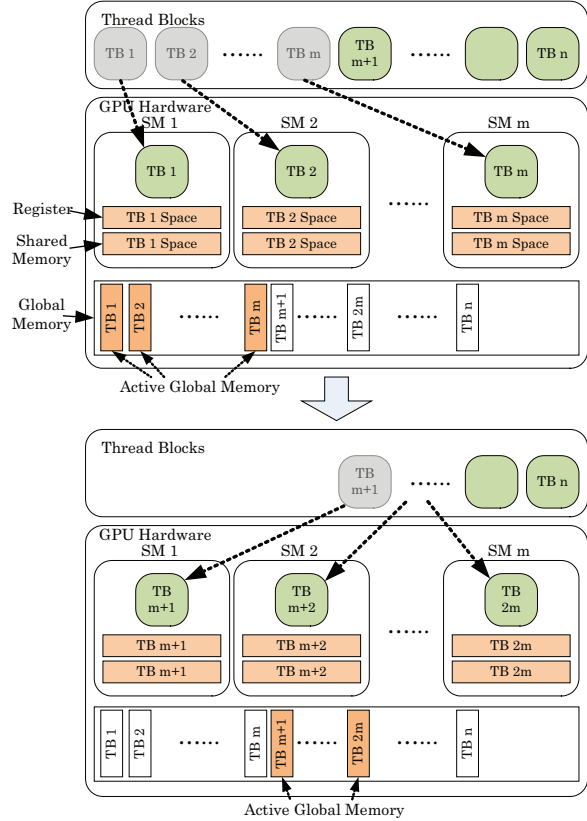 Thread Blocks
TB 1
TB 2
......
TB m
TB
m+1
......
TB n
GPU Hardware
SM 1
SM 2
SM m
TB 1
TB 2
TB m
......
Register
TB 1 Space
TB 2 Space
TB m Space
Shared
Memory
TB 1 Space
TB 2 Space
TB m Space
Global
Memory
TB 1
TB 2
......
TB m
TB m+1
......
TB 2m
......
TB n
Active Global Memory
Thread Blocks
TB
m+1
......
TB n
GPU Hardware
SM 1
SM 2
SM m
TB
m+1
TB
m+2
TB
2m
......
TB m+1
TB m+2
TB 2m
TB m+1
TB m+2
TB 2m
TB 1
TB 2
......
TB m
TB m+1
......
TB 2m
......
TB n
Active Global Memory